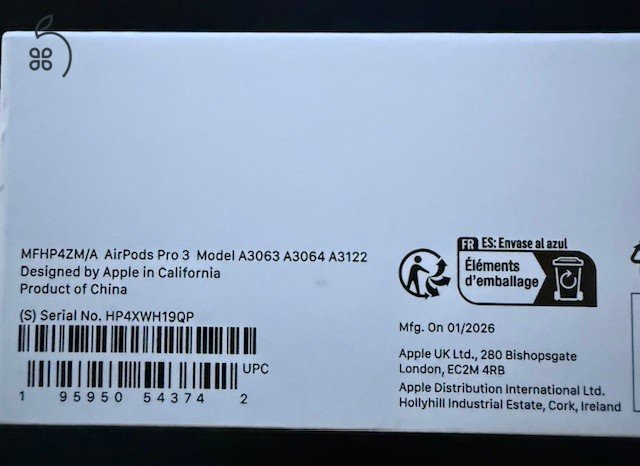 MFHP4ZM/A AirPods Pro 3 Model A3063 A3064 A3122
Designed by Apple in California
Product of China
(S) Serial No. HP4XWH19QP
UPC
1 95950 54374 2
FR ES: Envase al azul
Éléments
d'emballage
Mfg. On 01/2026
Apple UK Ltd., 280 Bishopsgate
London, EC2M 4RB
Apple Distribution International Ltd.
Hollyhill Industrial Estate, Cork, Ireland